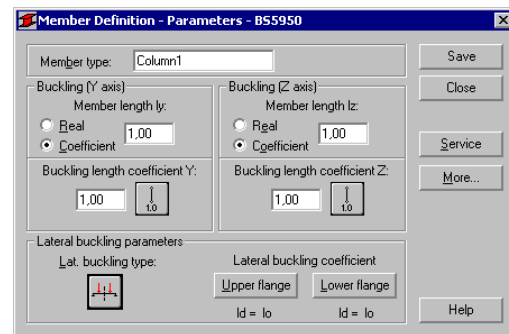 Member Definition - Parameters - BS5950
Member type: Column1
Save
Close
Service
More...
Help
Buckling (Y axis)
Member length ly:
Real
Coefficient
1,00
Buckling length coefficient Y:
1,00
1.0
Buckling (Z axis)
Member length lz:
Real
Coefficient
1,00
Buckling length coefficient Z:
1,00
1.0
Lateral buckling parameters
Lat. buckling type:
Lateral buckling coefficient
Upper flange
Lower flange
ld = lo
ld = lo